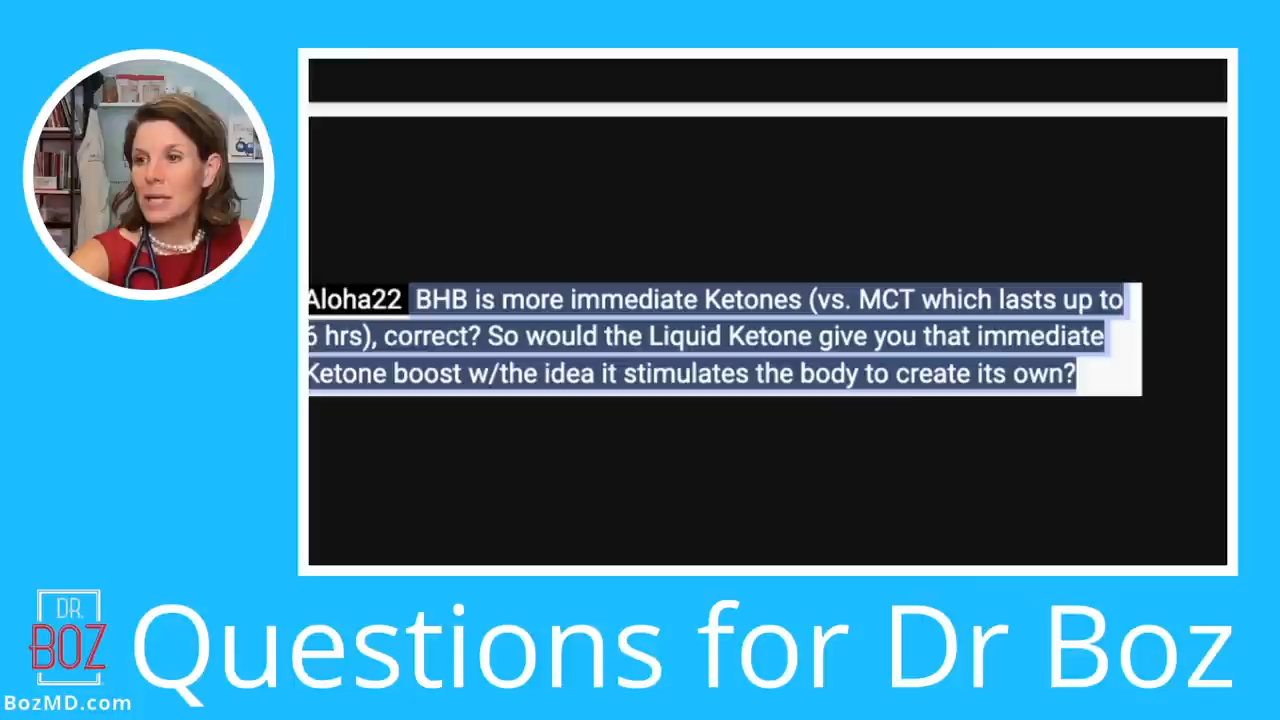 Aloha22 BHB is more immediate Ketones (vs. MCT which lasts up to
6 hrs), correct? So would the Liquid Ketone give you that immediate
Ketone boost w/the idea it stimulates the body to create its own?
DR.
BOZ
Questions for Dr Boz
BozMD.com